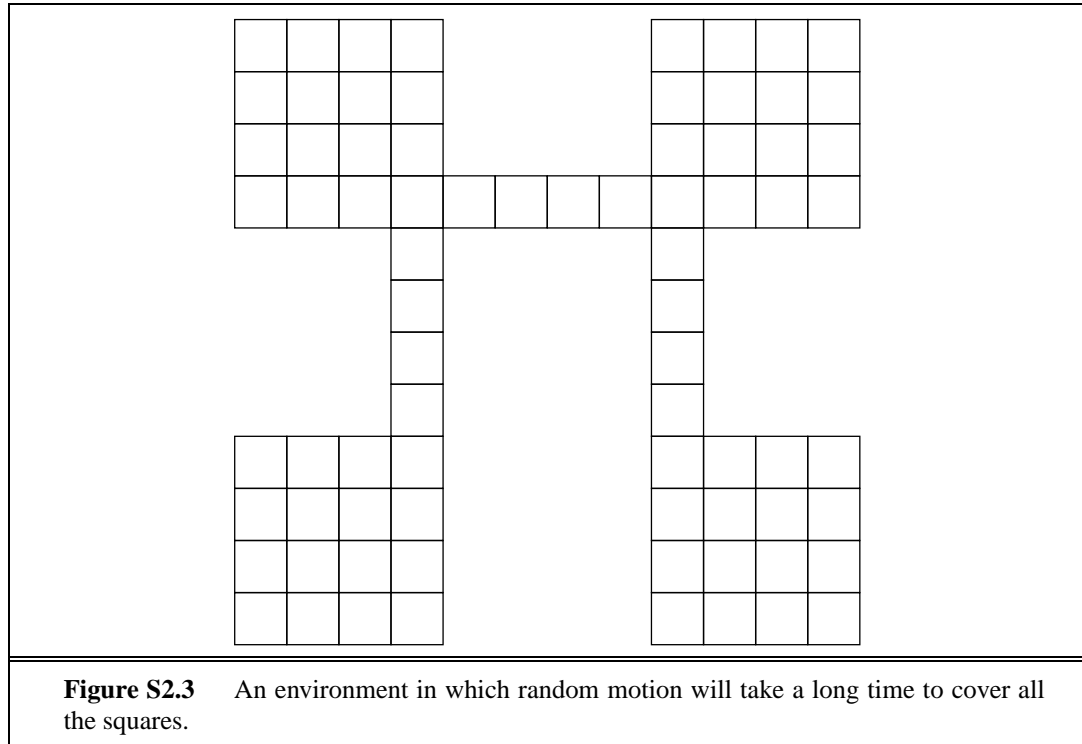 Figure S2.3 An environment in which random motion will take a long time to cover all
the squares.